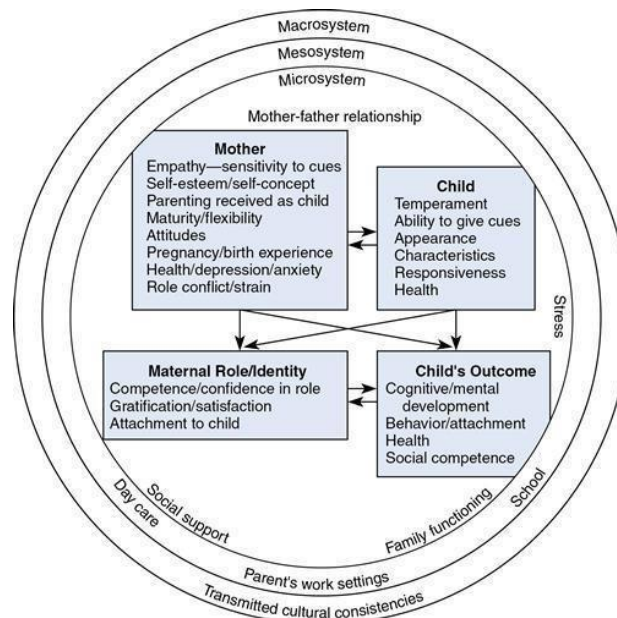 Macrosystem
Mesosystem
Microsystem
Mother-father relationship
Mother
Empathy—sensitivity to cues
Self-esteem/self-concept
Parenting received as child
Maturity/flexibility
Attitudes
Pregnancy/birth experience
Health/depression/anxiety
Role conflict/strain
Child
Temperament
Ability to give cues
Appearance
Characteristics
Responsiveness
Health
Stress
Maternal Role/Identity
Competence/confidence in role
Gratification/satisfaction
Attachment to child
Child's Outcome
Cognitive/mental
development
Behavior/attachment
Health
Social competence
Social support
Family functioning
Day care
School
Parent's work settings
Transmitted cultural consistencies